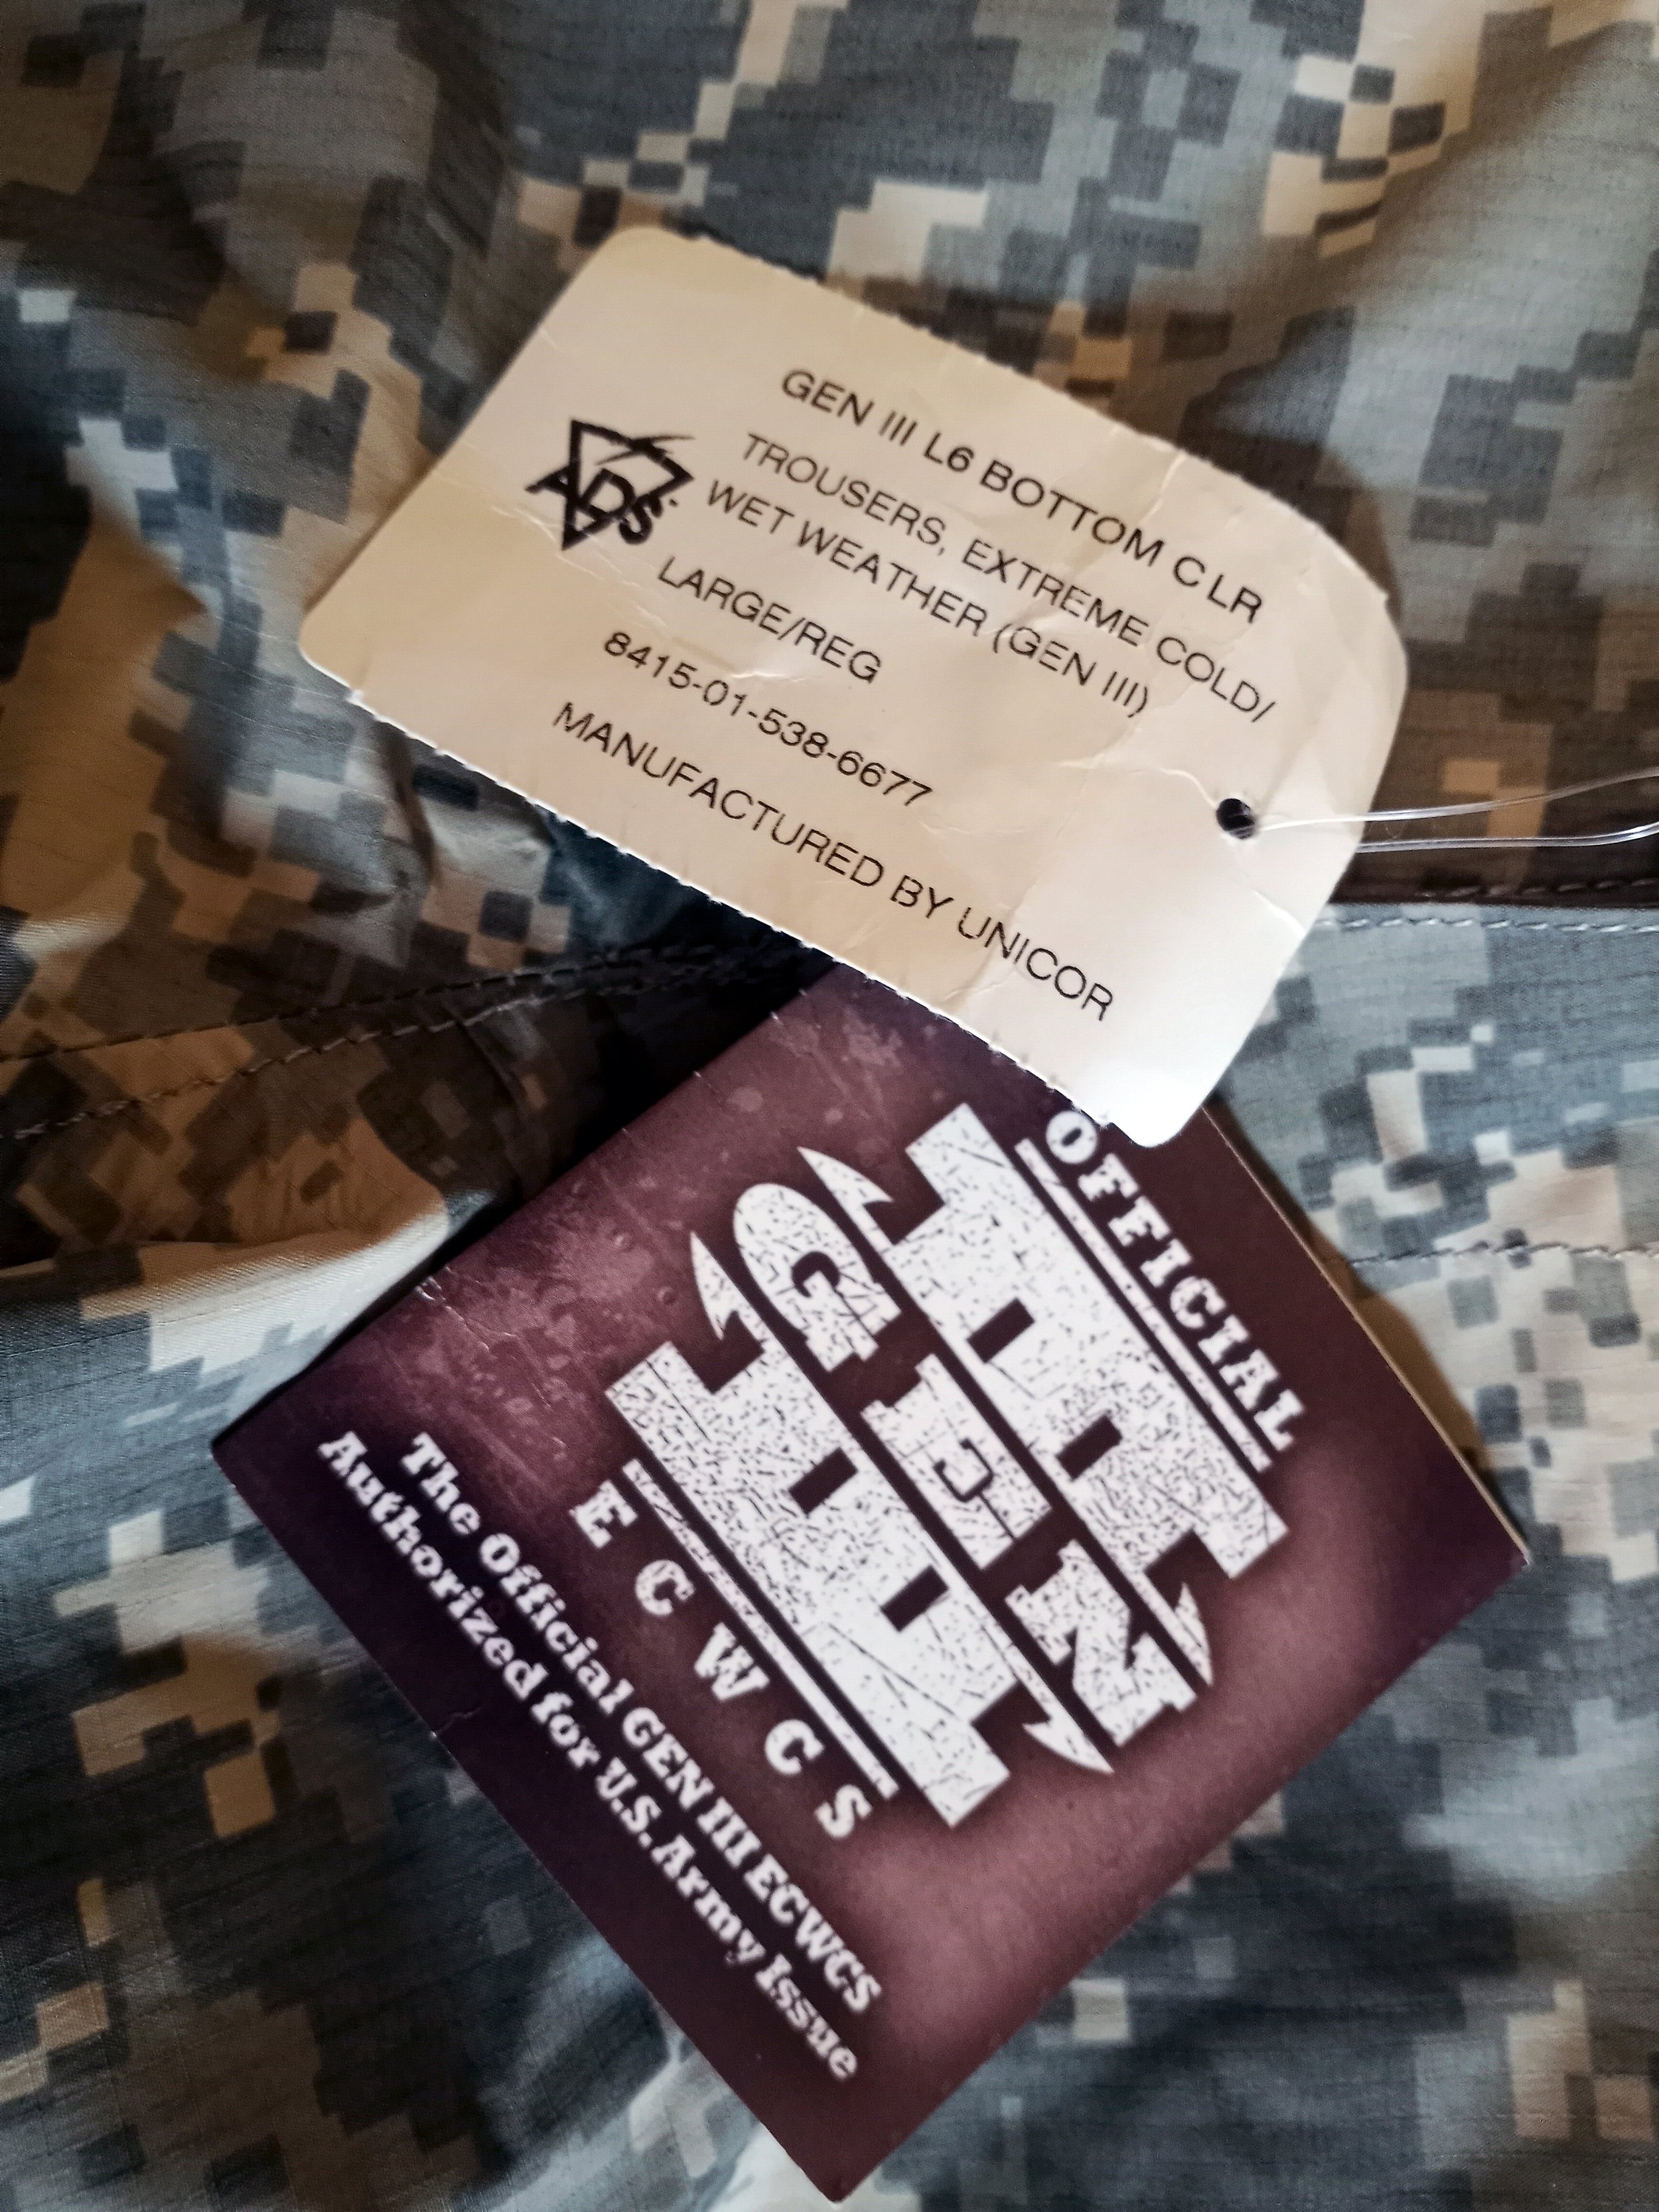 GEN III L6 BOTTOM C LR
TROUSERS, EXTREME COLD/
WET WEATHER (GEN III)
ADS
LARGE/REG
8415-01-538-6677
MANUFACTURED BY UNICOR
OFFICIAL
III
GEN
III
ECWCS
The Official GEN III ECWCS
Authorized for U.S. Army Issue